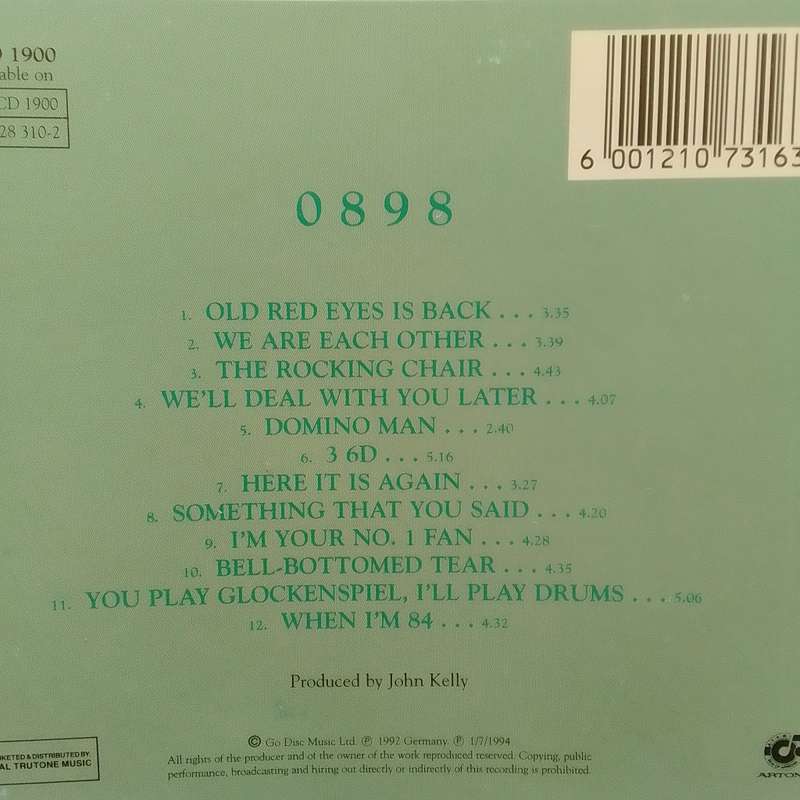 1900
able on
CD 1900
28 310-2
6 001210 73163
0898
1. OLD RED EYES IS BACK . . . 3.35
2. WE ARE EACH OTHER . . . 3.39
3. THE ROCKING CHAIR . . . 4.43
4. WE'LL DEAL WITH YOU LATER . . . 4.07
5. DOMINO MAN . . . 2.40
6. 3 6D . . . 5.16
7. HERE IT IS AGAIN . . . 3.27
8. SOMETHING THAT YOU SAID . . . 4.20
9. I'M YOUR NO. 1 FAN . . . 4.28
10. BELL-BOTTOMED TEAR . . . 4.35
11. YOU PLAY GLOCKENSPIEL, I'LL PLAY DRUMS . . . 5.06
12. WHEN I'M 84 . . . 4.32
Produced by John Kelly
© Go Disc Music Ltd. ℗ 1992 Germany. ℗ 1/7/1994
All rights of the producer and of the owner of the work reproduced reserved. Copying, public
performance, broadcasting and hiring out directly or indirectly of this recording is prohibited.
KETED & DISTRIBUTED BY
AL TRUTONE MUSIC
ARTON